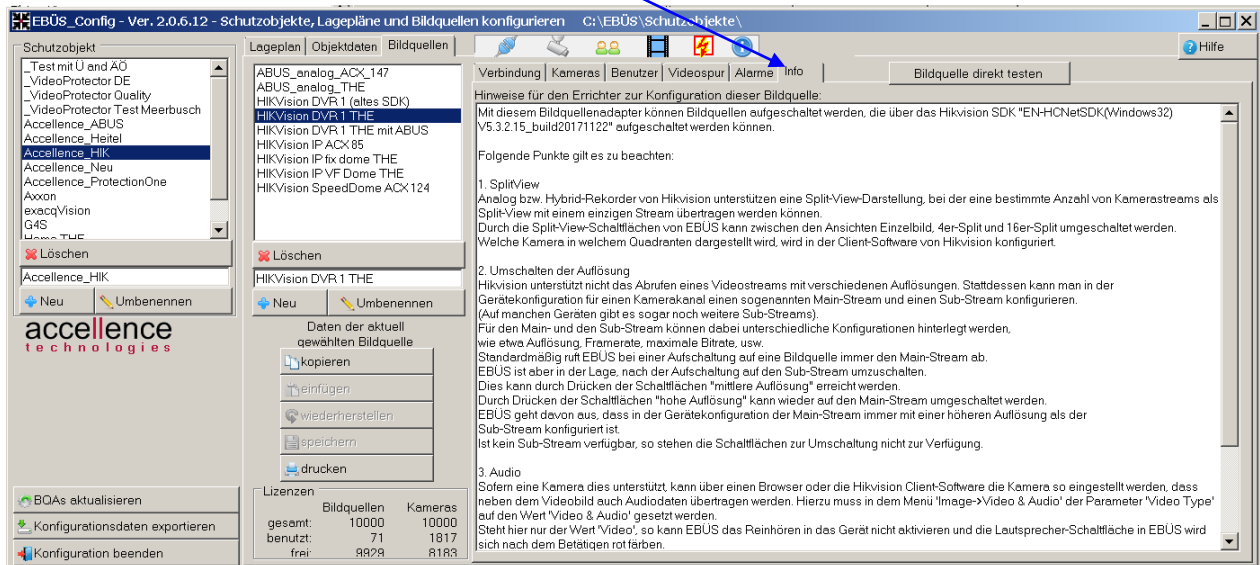 EBÜS_Config - Ver. 2.0.6.12 - Schutzobjekte, Lagepläne und Bildquellen konfigurieren C:\EBÜS\Schutzobjekte\
Schutzobjekt
_Test mit Ü and ÄÖ
_VideoProtector DE
_VideoProtector Quality
_VideoProtector Test Meerbusch
Accellence_ABUS
Accellence_Heitel
Accellence_HIK
Accellence_Neu
Accellence_ProtectionOne
Axxon
exacqVision
G4S
Home THE
Löschen
Accellence_HIK
Neu
Umbenennen
accellence
technologies
BQAs aktualisieren
Konfigurationsdaten exportieren
Konfiguration beenden
Lageplan Objektdaten Bildquellen
ABUS_analog_ACX_147
ABUS_analog_THE
HIKVision DVR 1 (altes SDK)
HIKVision DVR 1 THE
HIKVision DVR 1 THE mit ABUS
HIKVision IP ACX 85
HIKVision IP fix dome THE
HIKVision IP VF Dome THE
HIKVision SpeedDome ACX 124
Löschen
HIKVision DVR 1 THE
Neu
Umbenennen
Daten der aktuell
gewählten Bildquelle
kopieren
einfügen
wiederherstellen
speichern
drucken
Lizenzen
Bildquellen Kameras
gesamt: 10000 10000
benutzt: 71 1817
frei: 9929 8183
Hilfe
Verbindung Kameras Benutzer Videospur Alarme Info
Bildquelle direkt testen
Hinweise für den Errichter zur Konfiguration dieser Bildquelle:
Mit diesem Bildquellenadapter können Bildquellen aufgeschaltet werden, die über das Hikvision SDK "EN-HCNetSDK(Windows32)
V5.3.2.15_build20171122" aufgeschaltet werden können.
Folgende Punkte gilt es zu beachten:
1. SplitView
Analog bzw. Hybrid-Rekorder von Hikvision unterstützen eine Split-View-Darstellung, bei der eine bestimmte Anzahl von Kamerastreams als
Split-View mit einem einzigen Stream übertragen werden können.
Durch die Split-View-Schaltflächen von EBÜS kann zwischen den Ansichten Einzelbild, 4er-Split und 16er-Split umgeschaltet werden.
Welche Kamera in welchem Quadranten dargestellt wird, wird in der Client-Software von Hikvision konfiguriert.
2. Umschalten der Auflösung
Hikvision unterstützt nicht das Abrufen eines Videostreams mit verschiedenen Auflösungen. Stattdessen kann man in der
Gerätekonfiguration für einen Kamerakanal einen sogenannten Main-Stream und einen Sub-Stream konfigurieren.
(Auf manchen Geräten gibt es sogar noch weitere Sub-Streams).
Für den Main- und den Sub-Stream können dabei unterschiedliche Konfigurationen hinterlegt werden,
wie etwa Auflösung, Framerate, maximale Bitrate, usw.
Standardmäßig ruft EBÜS bei einer Aufschaltung auf eine Bildquelle immer den Main-Stream ab.
EBÜS ist aber in der Lage, nach der Aufschaltung auf den Sub-Stream umzuschalten.
Dies kann durch Drücken der Schaltflächen "mittlere Auflösung" erreicht werden.
Durch Drücken der Schaltflächen "hohe Auflösung" kann wieder auf den Main-Stream umgeschaltet werden.
EBÜS geht davon aus, dass in der Gerätekonfiguration der Main-Stream immer mit einer höheren Auflösung als der
Sub-Stream konfiguriert ist.
Ist kein Sub-Stream verfügbar, so stehen die Schaltflächen zur Umschaltung nicht zur Verfügung.
3. Audio
Sofern eine Kamera dies unterstützt, kann über einen Browser oder die Hikvision Client-Software die Kamera so eingestellt werden, dass
neben dem Videobild auch Audiodaten übertragen werden. Hierzu muss in dem Menü 'Image->Video & Audio' der Parameter 'Video Type'
auf den Wert 'Video & Audio' gesetzt werden.
Steht hier nur der Wert 'Video', so kann EBÜS das Reinhören in das Gerät nicht aktivieren und die Lautsprecher-Schaltfläche in EBÜS wird
sich nach dem Betätigen rot färben.